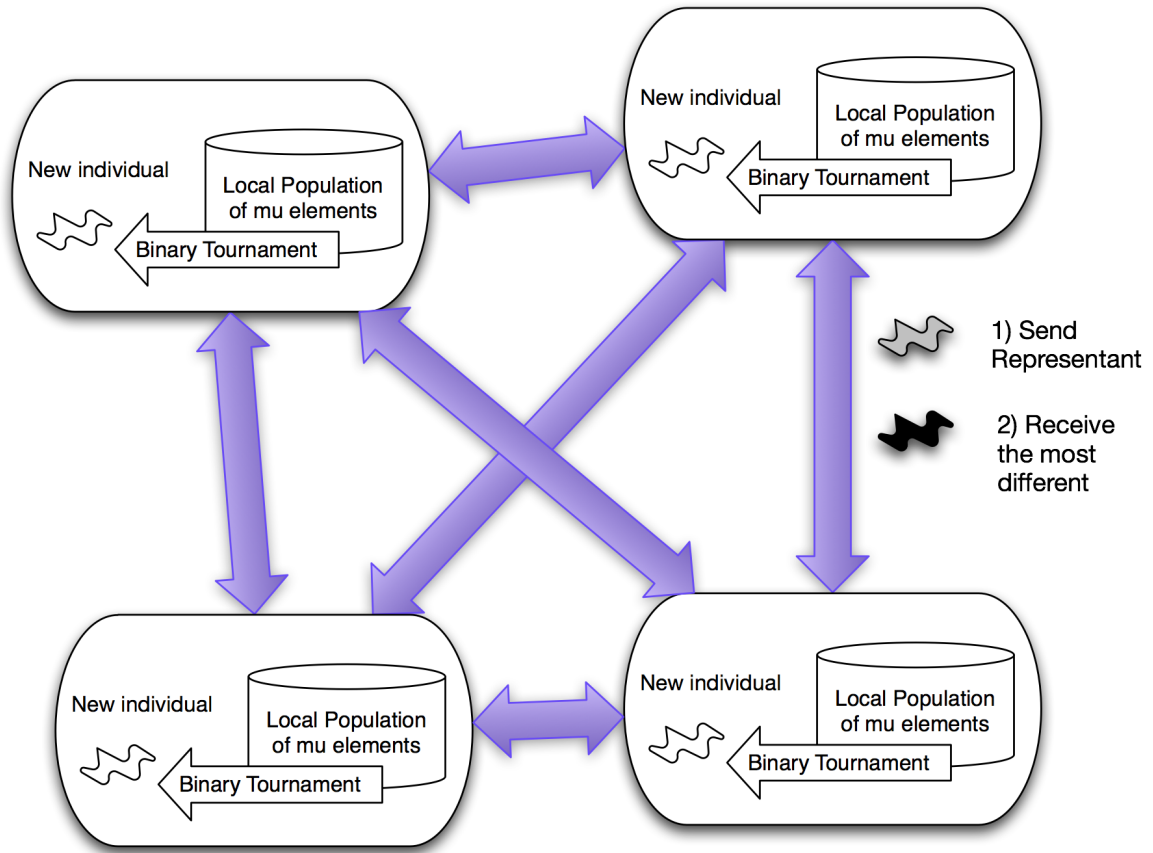 New individual
Local Population
of mu elements
Binary Tournament
New individual
Local Population
of mu elements
Binary Tournament
1) Send
Representant
2) Receive
the most
different
New individual
Local Population
of mu elements
Binary Tournament
New individual
Local Population
of mu elements
Binary Tournament